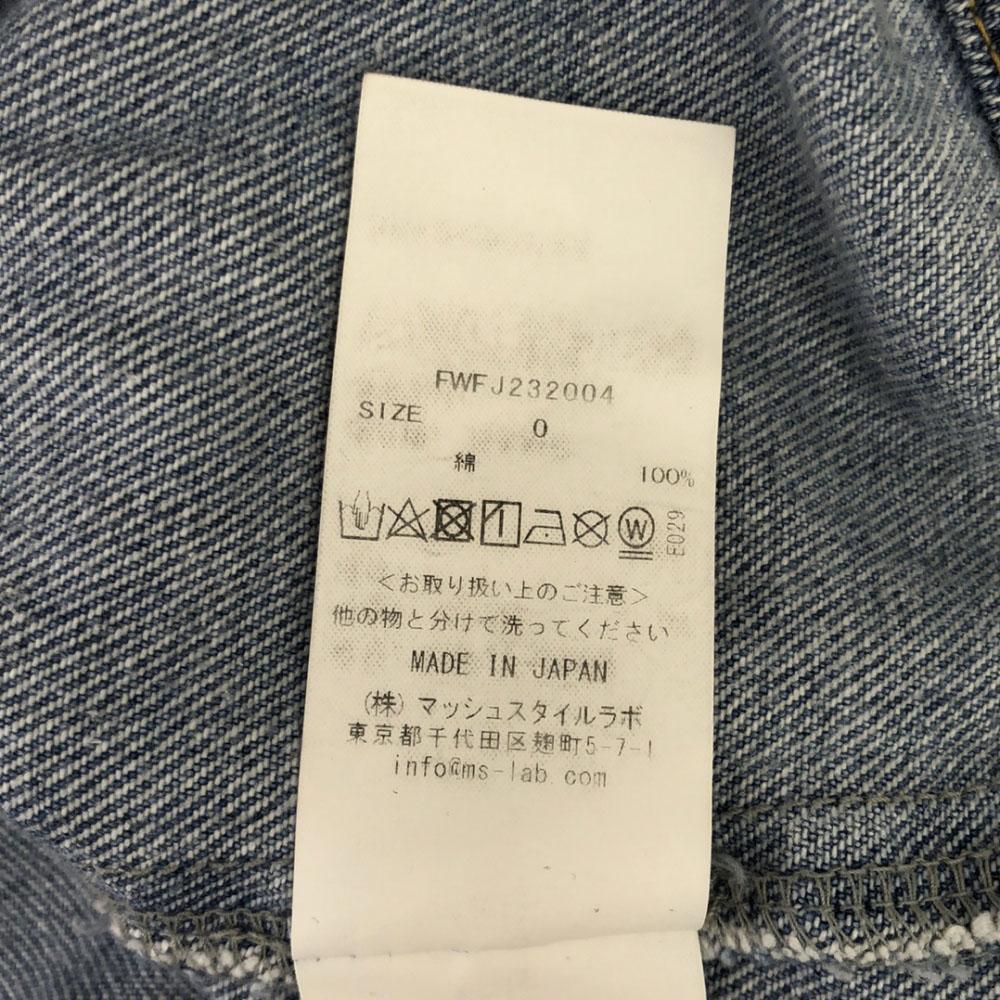 FWFJ232004
SIZE 0
綿 100%
W E029
＜お取り扱い上のご注意＞
他の物と分けて洗ってください
MADE IN JAPAN
(株) マッシュスタイルラボ
東京都千代田区麹町5-7-1
info@ms-lab.com